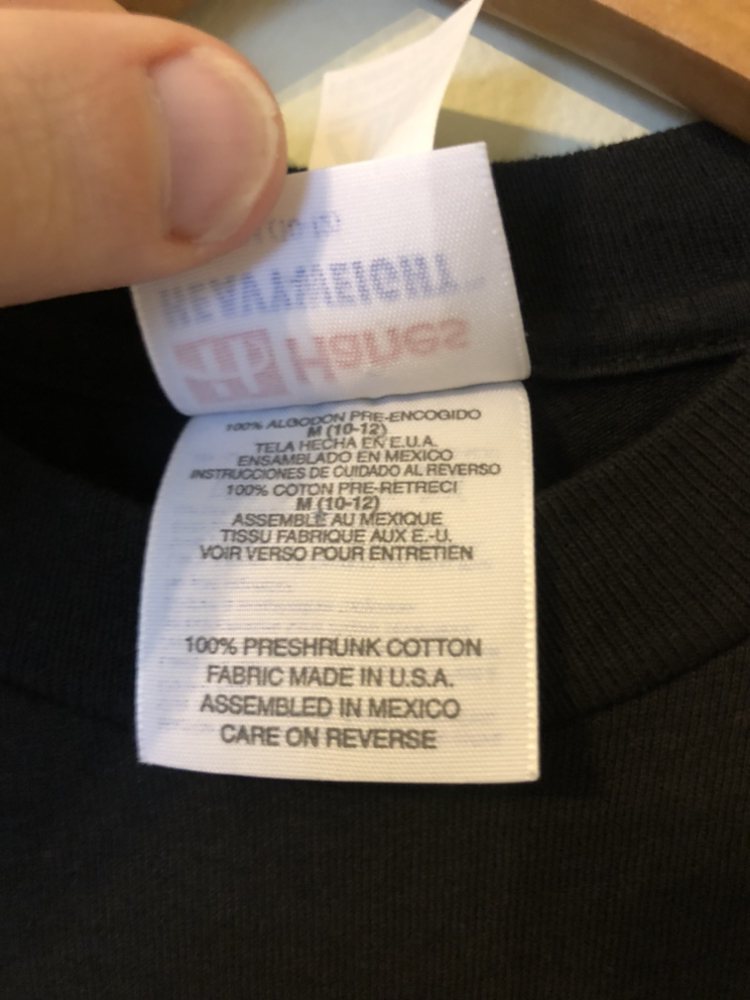 M (10-12)
HEAVYWEIGHT
Hanes
100% ALGODON PRE-ENCOGIDO
M (10-12)
TELA HECHA EN E.U.A.
ENSAMBLADO EN MEXICO
INSTRUCCIONES DE CUIDADO AL REVERSO
100% COTON PRE-RETRECI
M (10-12)
ASSEMBLE AU MEXIQUE
TISSU FABRIQUE AUX E.-U.
VOIR VERSO POUR ENTRETIEN
100% PRESHRUNK COTTON
FABRIC MADE IN U.S.A.
ASSEMBLED IN MEXICO
CARE ON REVERSE